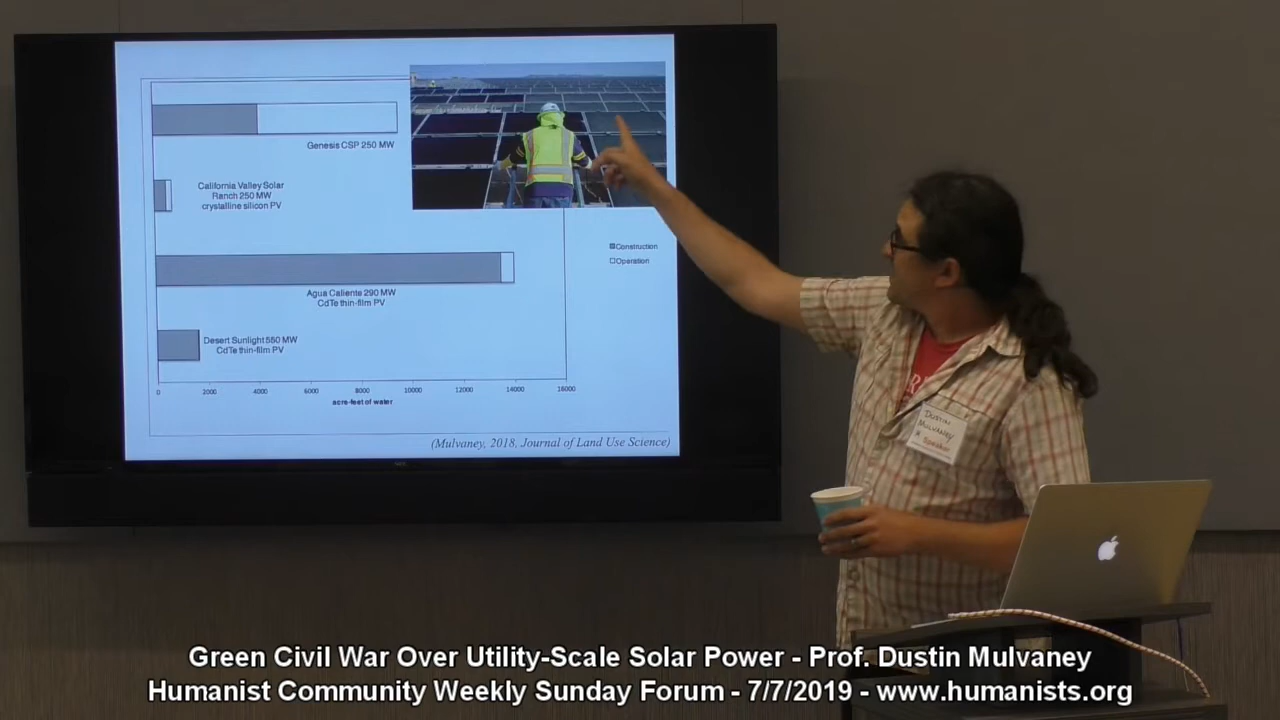 Genesis CSP 250 MW
California Valley Solar
Ranch 250 MW
crystalline silicon PV
Construction
Operation
Agua Caliente 290 MW
CdTe thin-film PV
Desert Sunlight 550 MW
CdTe thin-film PV
0 2000 4000 6000 8000 10000 12000 14000 16000
acre-feet of water
(Mulvaney, 2018, Journal of Land Use Science)
DUSTIN
MULVANEY
Speaker
Green Civil War Over Utility-Scale Solar Power - Prof. Dustin Mulvaney
Humanist Community Weekly Sunday Forum - 7/7/2019 - www.humanists.org